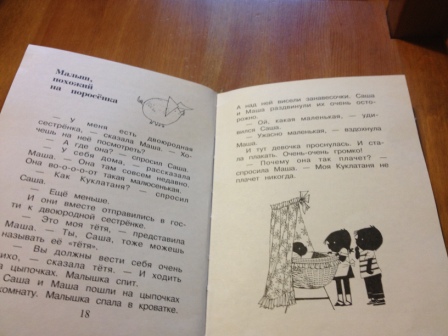 Малыш,
похожий
на поросёнка
— У меня есть двоюродная
сестрёнка, — сказала Маша. — Хо-
чешь на неё посмотреть?
— А где она? — спросил Саша.
— У себя дома, — рассказала
Маша. — Она там совсем недавно.
Она во-о-о-о-от такая малюсенькая.
— Как Куклатаня? — спросил
Саша.
— Ещё меньше.
И они вместе отправились в гос-
ти к двоюродной сестрёнке.
— Это моя тётя, — представила
Маша. — Ты, Саша, тоже можешь
называть её «тётя».
— Вы должны вести себя очень
тихо, — сказала тётя. — И ходить
на цыпочках. Малышка спит.
Саша и Маша пошли на цыпочках
в комнату. Малышка спала в кроватке.
18
А над ней висели занавесочки. Саша
и Маша раздвинули их очень осто-
рожно.
— Ой, какая маленькая, — уди-
вился Саша.
— Ужасно маленькая, — вздохнула
Маша.
И тут девочка проснулась. И ста-
ла плакать. Очень-очень громко!
— Почему она так плачет? —
спросила Маша. — Моя Куклатаня не
плачет никогда.